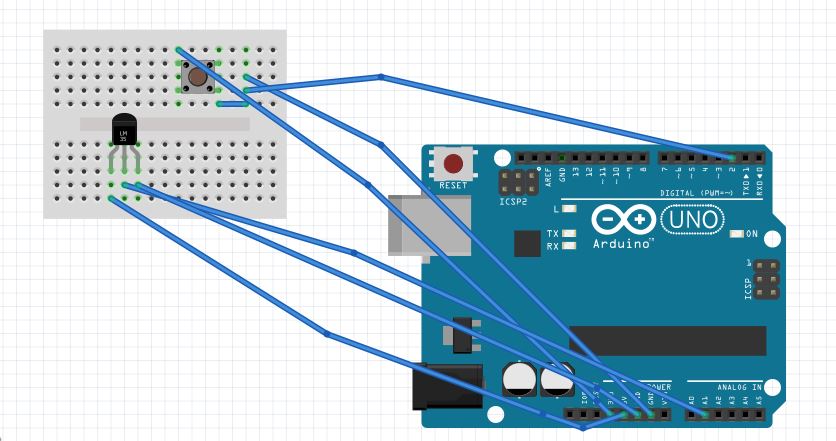 LM
35
RESET
ICSP2
AREF
GND
13
12
~11
~10
~9
8
7
~6
~5
4
~3
2
TX▶1
RX◀0
DIGITAL (PWM=~)
L
TX
RX
Arduino™
UNO
ON
1
ICSP
POWER
ANALOG IN
A0
A1
A2
A3
A4
A5